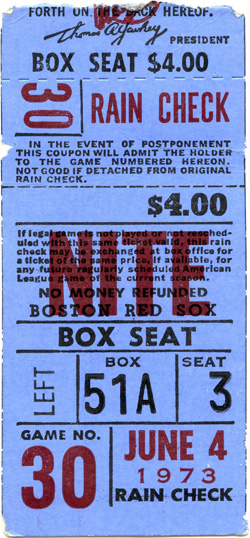 FORTH ON THE BACK HEREOF.
Thomas A. Yawkey
PRESIDENT
BOX SEAT $4.00
30 RAIN CHECK
IN THE EVENT OF POSTPONEMENT
THIS COUPON WILL ADMIT THE HOLDER
TO THE GAME NUMBERED HEREON.
NOT GOOD IF DETACHED FROM ORIGINAL
RAIN CHECK.
$4.00
If legal game is not played or not resched-
uled with this same ticket valid, this rain
check may be exchanged at box office for
a ticket of the same price, if available, for
any future regularly scheduled American
League game of the current season.
NITE
NO MONEY REFUNDED
BOSTON RED SOX
BOX SEAT
LEFT
BOX
51A
SEAT
3
GAME NO.
30
JUNE 4
1973
RAIN CHECK